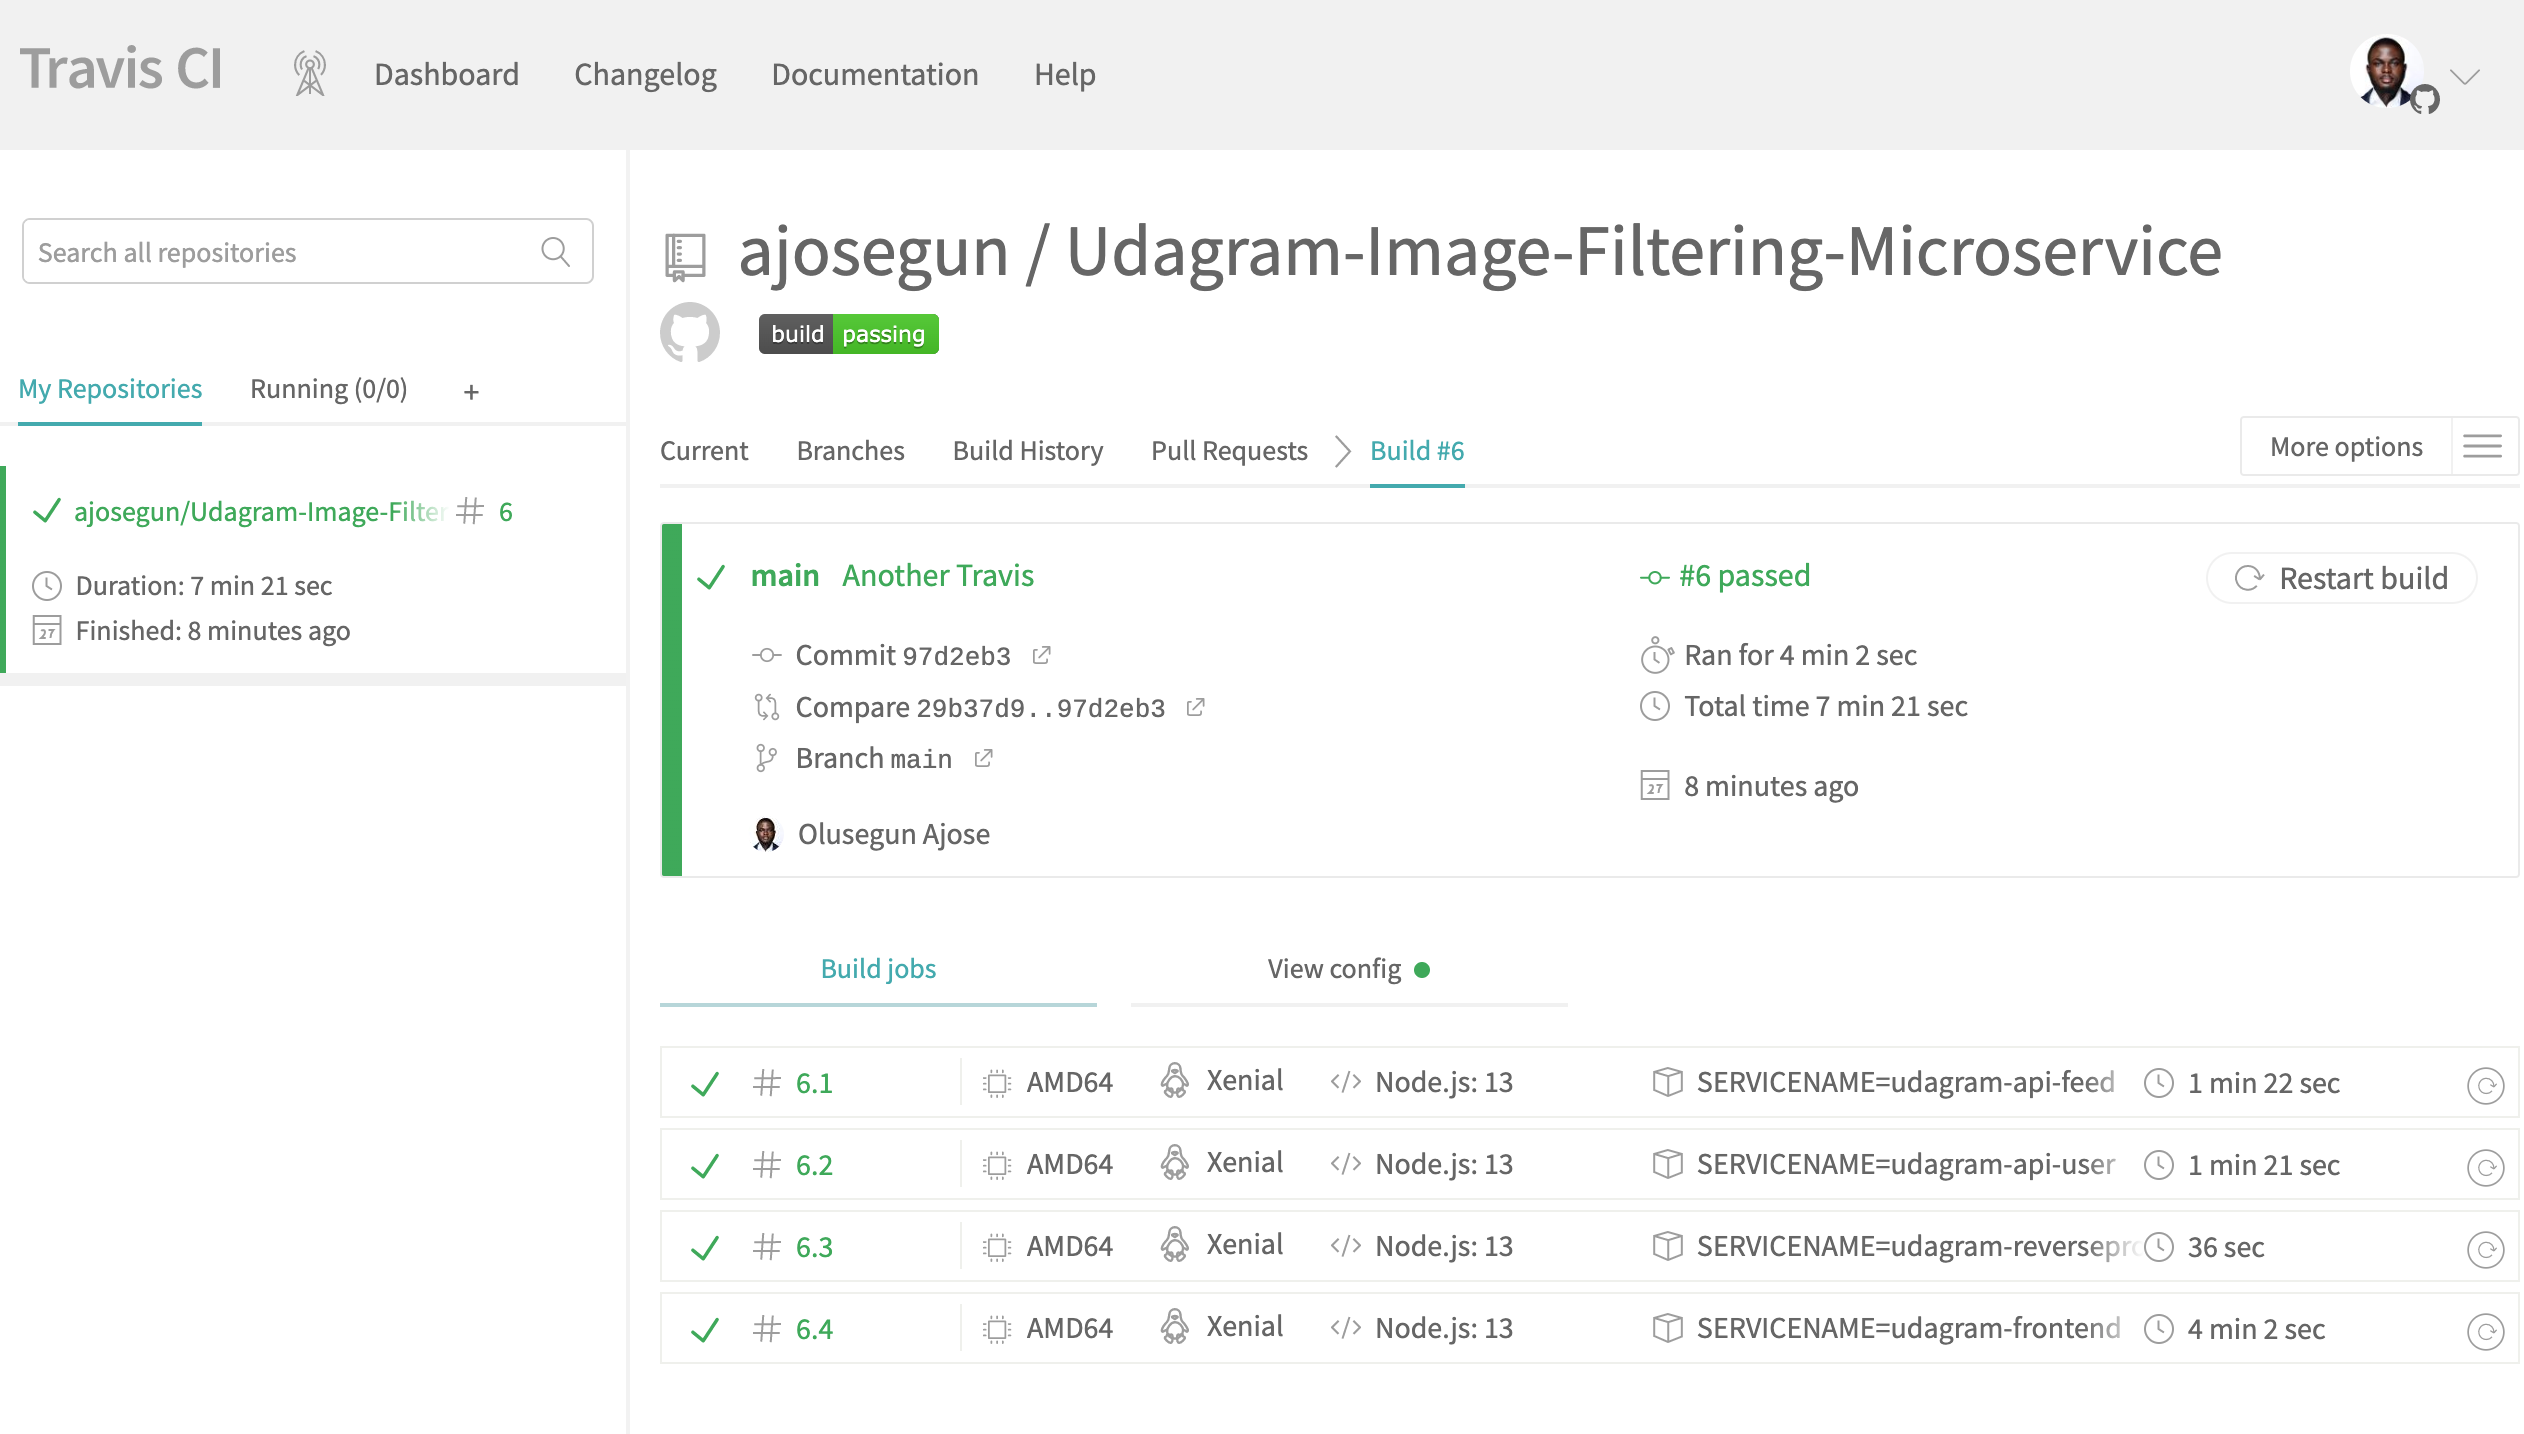 Travis CI
Dashboard Changelog Documentation Help
Search all repositories
My Repositories Running (0/0) +
ajosegun/Udagram-Image-Filter # 6
Duration: 7 min 21 sec
27 Finished: 8 minutes ago
ajosegun / Udagram-Image-Filtering-Microservice
build passing
Current Branches Build History Pull Requests Build #6
More options
main Another Travis
Commit 97d2eb3
Compare 29b37d9..97d2eb3
Branch main
Olusegun Ajose
#6 passed
Ran for 4 min 2 sec
Total time 7 min 21 sec
27 8 minutes ago
Restart build
Build jobs View config
# 6.1 AMD64 Xenial </> Node.js: 13 SERVICENAME=udagram-api-feed 1 min 22 sec
# 6.2 AMD64 Xenial </> Node.js: 13 SERVICENAME=udagram-api-user 1 min 21 sec
# 6.3 AMD64 Xenial </> Node.js: 13 SERVICENAME=udagram-reversepro 36 sec
# 6.4 AMD64 Xenial </> Node.js: 13 SERVICENAME=udagram-frontend 4 min 2 sec